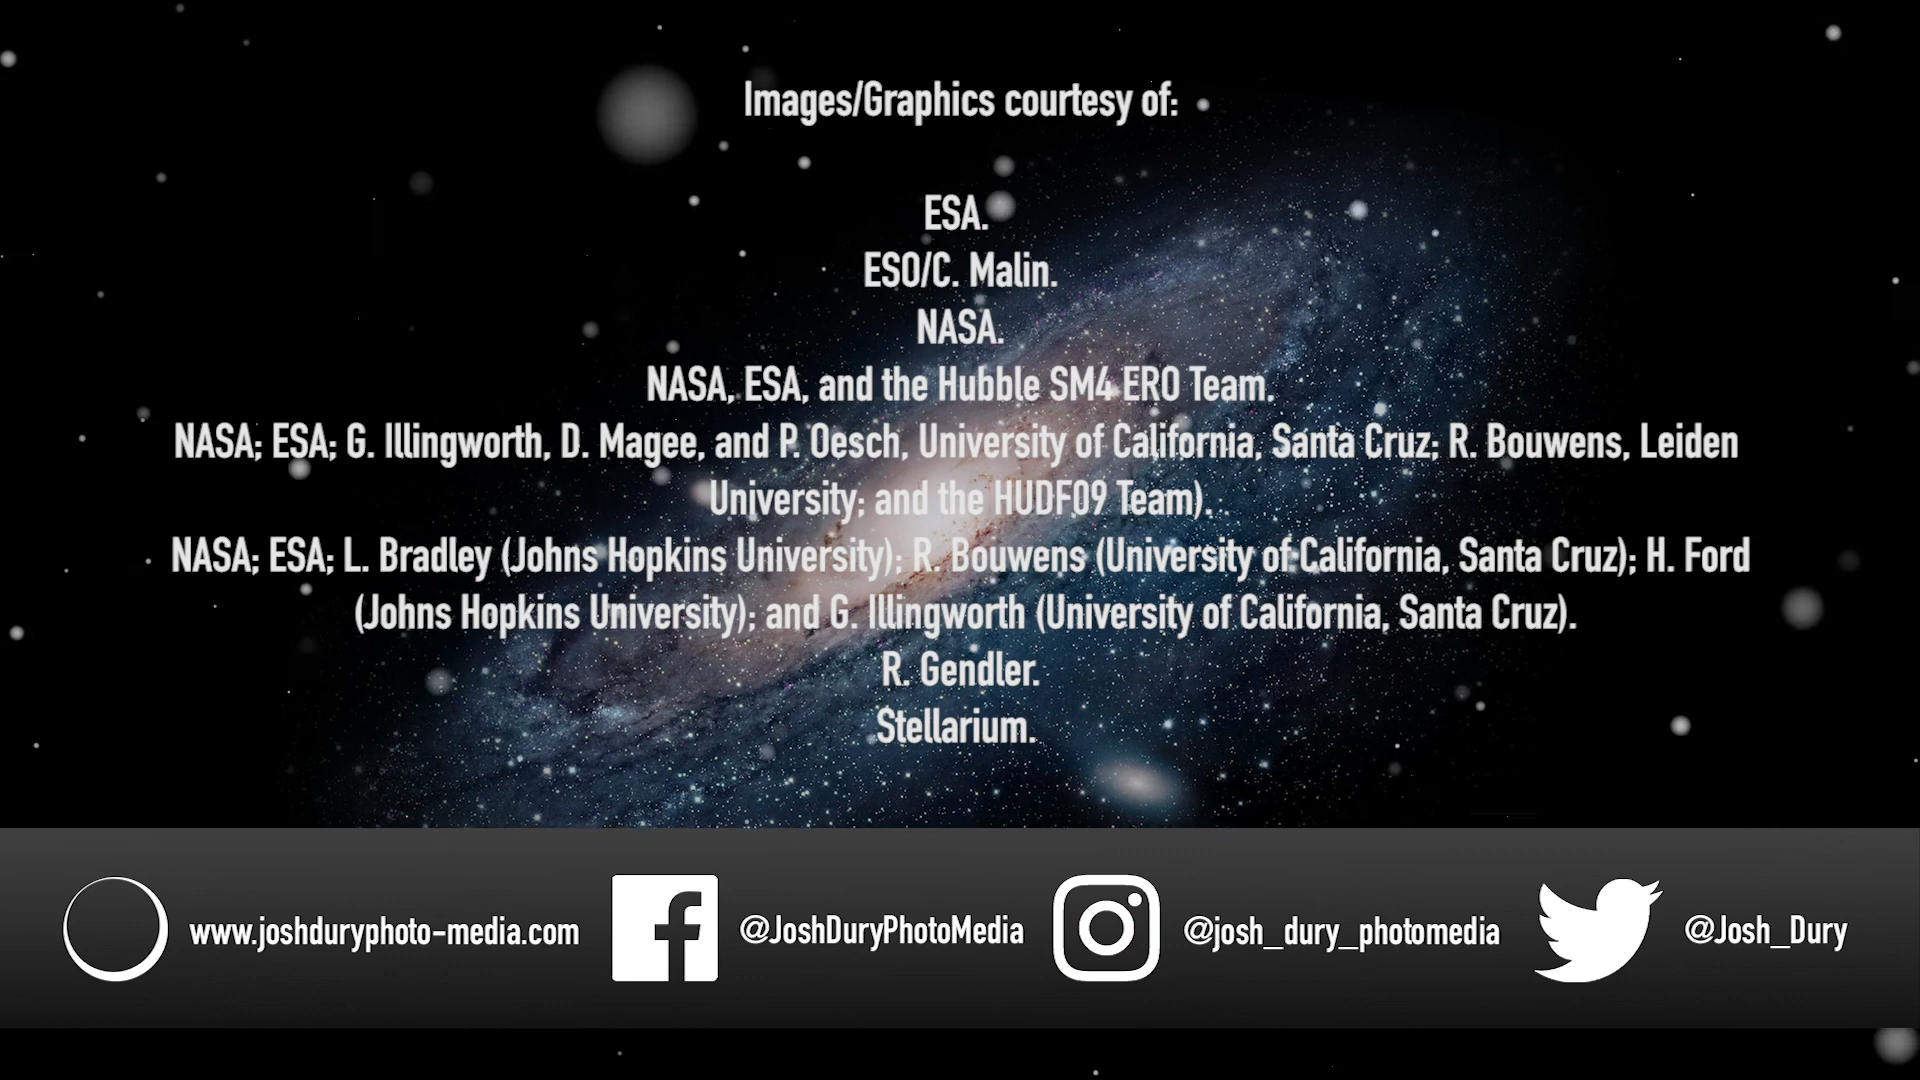 Images/Graphics courtesy of:
ESA.
ESO/C. Malin.
NASA.
NASA, ESA, and the Hubble SM4 ERO Team.
NASA; ESA; G. Illingworth, D. Magee, and P. Oesch, University of California, Santa Cruz; R. Bouwens, Leiden
University; and the HUDF09 Team).
NASA; ESA; L. Bradley (Johns Hopkins University); R. Bouwens (University of California, Santa Cruz); H. Ford
(Johns Hopkins University); and G. Illingworth (University of California, Santa Cruz).
R. Gendler.
Stellarium.
www.joshduryphoto-media.com
@JoshDuryPhotoMedia
@josh_dury_photomedia
@Josh_Dury